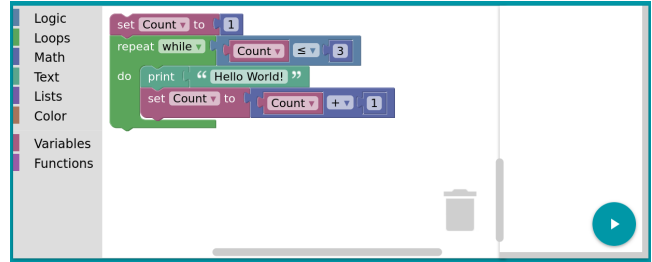 Logic
Loops
Math
Text
Lists
Color
Variables
Functions
set Count ▾ to 1
repeat while ▾ Count ▾ ≤ ▾ 3
do print “ Hello World! ”
set Count ▾ to Count ▾ + ▾ 1